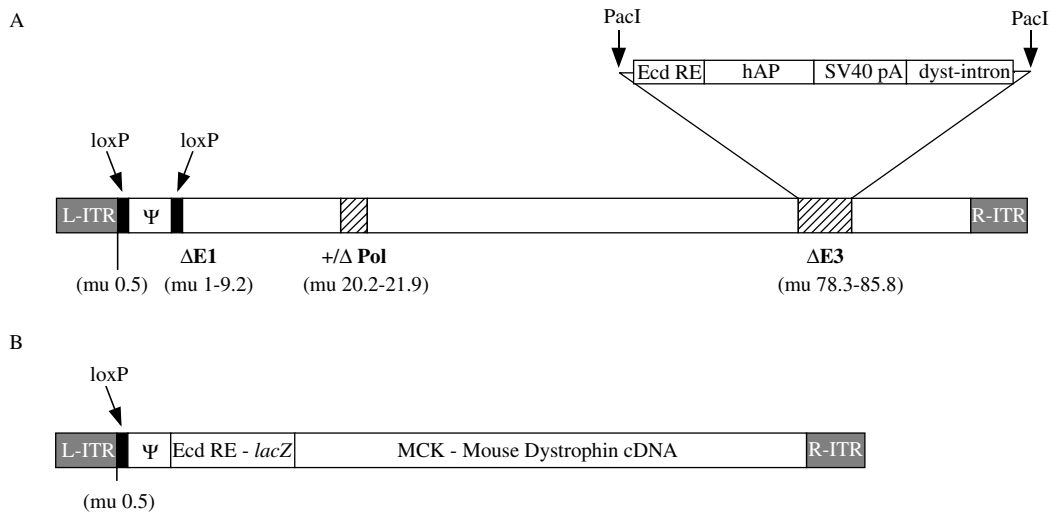 A
PacI PacI
Ecd RE hAP SV40 pA dyst-intron
loxP loxP
L-ITR Ψ R-ITR
ΔE1 +/Δ Pol ΔE3
(mu 0.5) (mu 1-9.2) (mu 20.2-21.9) (mu 78.3-85.8)
B
loxP
L-ITR Ψ Ecd RE - lacZ MCK - Mouse Dystrophin cDNA R-ITR
(mu 0.5)